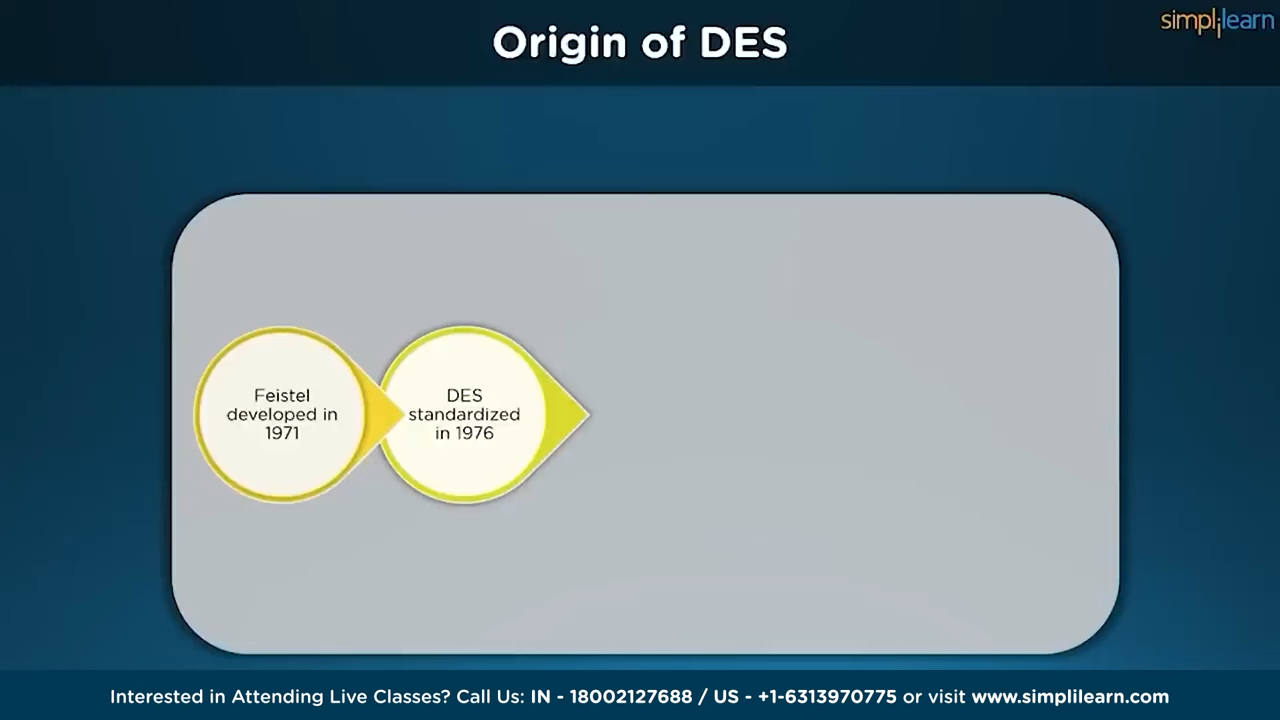 Origin of DES
simplilearn
Feistel
developed in
1971
DES
standardized
in 1976
Interested in Attending Live Classes? Call Us: IN - 18002127688 / US - +1-6313970775 or visit www.simplilearn.com